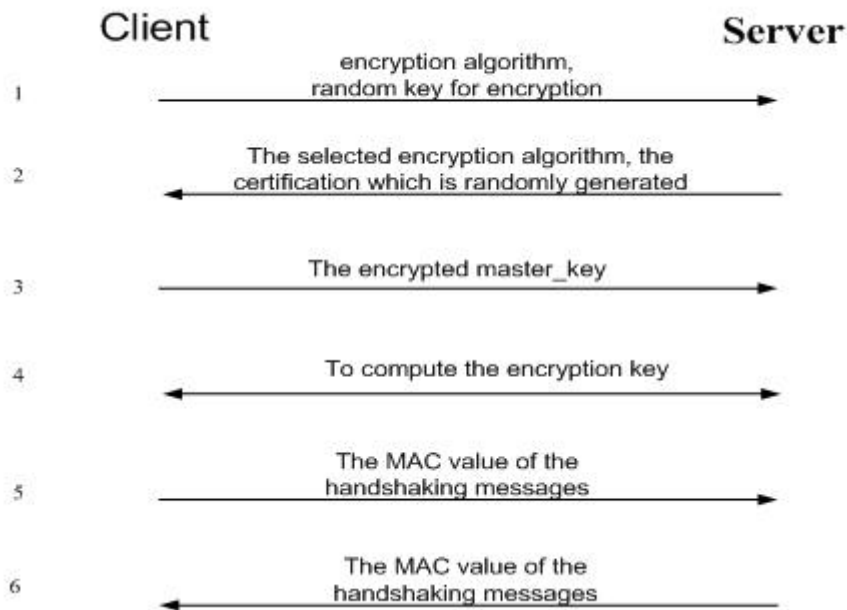 Client
Server
1
encryption algorithm,
random key for encryption
2
The selected encryption algorithm, the
certification which is randomly generated
3
The encrypted master_key
4
To compute the encryption key
5
The MAC value of the
handshaking messages
6
The MAC value of the
handshaking messages